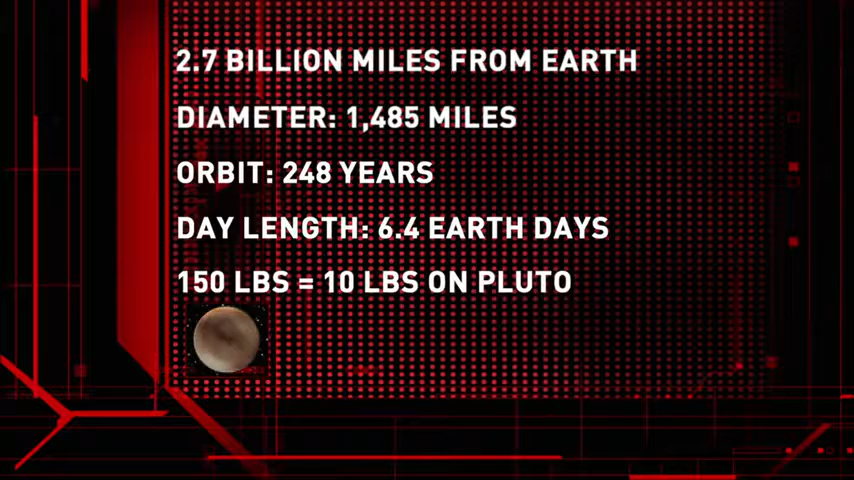 2.7 BILLION MILES FROM EARTH
DIAMETER: 1,485 MILES
ORBIT: 248 YEARS
DAY LENGTH: 6.4 EARTH DAYS
150 LBS = 10 LBS ON PLUTO